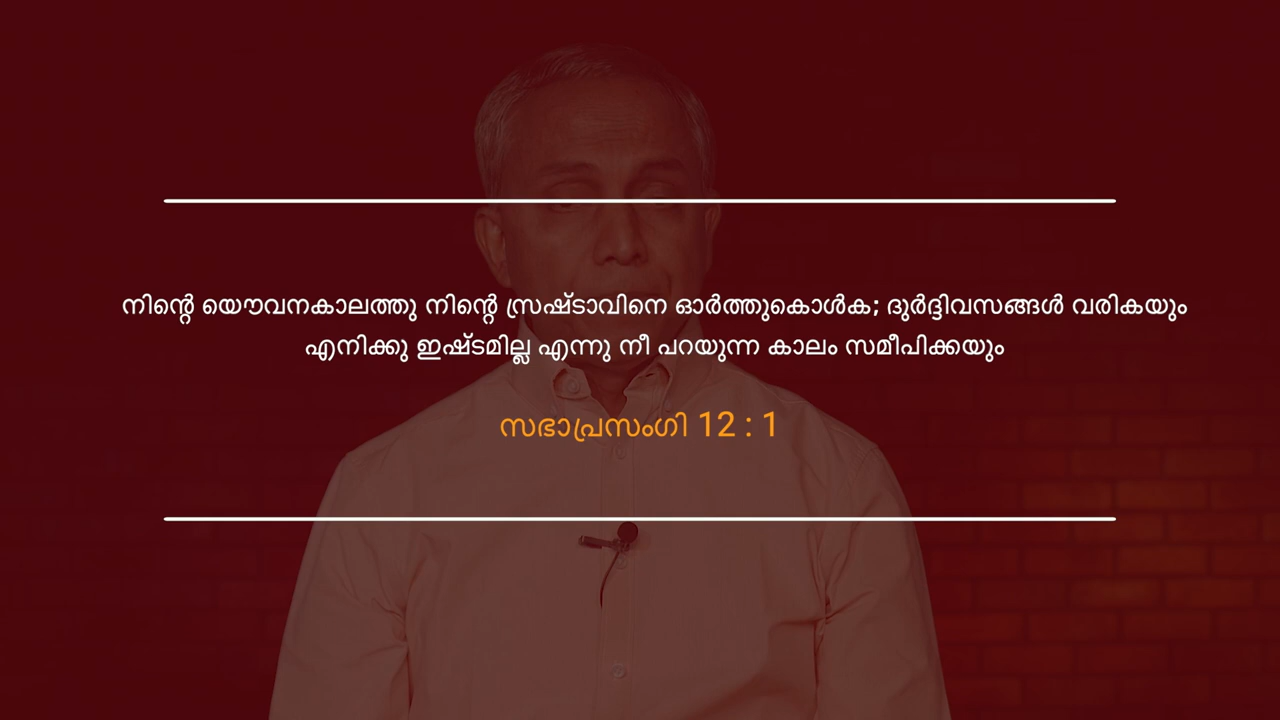 നിന്റെ യൌവനകാലത്തു നിന്റെ സ്രഷ്ടാവിനെ ഓർത്തുകൊൾക; ദുർദ്ദിവസങ്ങൾ വരികയും
എനിക്കു ഇഷ്ടമില്ല എന്നു നീ പറയുന്ന കാലം സമീപിക്കയും
സഭാപ്രസംഗി 12 : 1